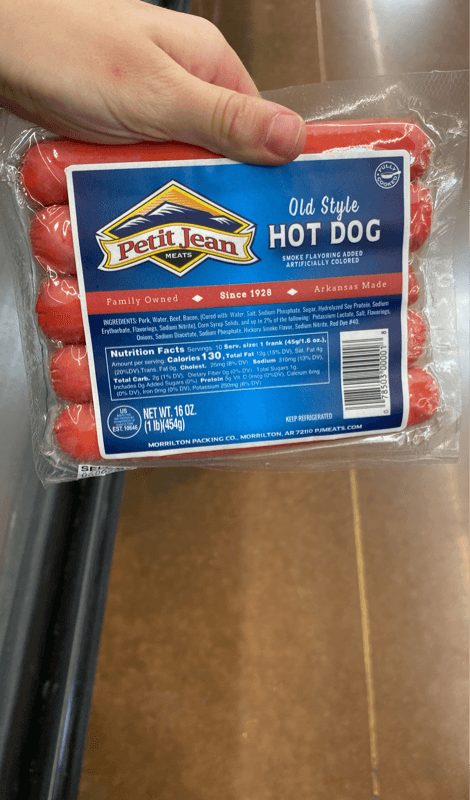 FULLY
COOKED
Petit Jean
MEATS
Old Style
HOT DOG
SMOKE FLAVORING ADDED
ARTIFICIALLY COLORED
Family Owned ◆ Since 1928 ◆ Arkansas Made
INGREDIENTS: Pork, Water, Beef, Bacon, (Cured with: Water, Salt, Sodium Phosphate, Sugar, Hydrolyzed Soy Protein, Sodium
Erythorbate, Flavorings, Sodium Nitrite), Corn Syrup Solids, and up to 2% of the following: Potassium Lactate, Salt, Flavorings,
Onions, Sodium Diacetate, Sodium Phosphate, Hickory Smoke Flavor, Sodium Nitrite, Red Dye #40.
Nutrition Facts Servings: 10 Serv. size: 1 frank (45g/1.6 oz.),
Amount per serving: Calories 130, Total Fat 12g (15% DV), Sat. Fat 4g
(20%DV), Trans. Fat 0g, Cholest. 25mg (8% DV), Sodium 310mg (13% DV),
Total Carb. 2g (1% DV), Dietary Fiber 0g (0% DV), Total Sugars 1g,
Includes 0g Added Sugars (0%), Protein 5g, Vit. D 0mcg (0%DV), Calcium 6mg
(0% DV), Iron 0mg (0% DV), Potassium 250mg (6% DV)
US
EST.10646
NET WT. 16 OZ.
(1 lb)(454g)
KEEP REFRIGERATED
MORRILTON PACKING CO., MORRILTON, AR 72110 PJMEATS.COM
0 78503 00001 8